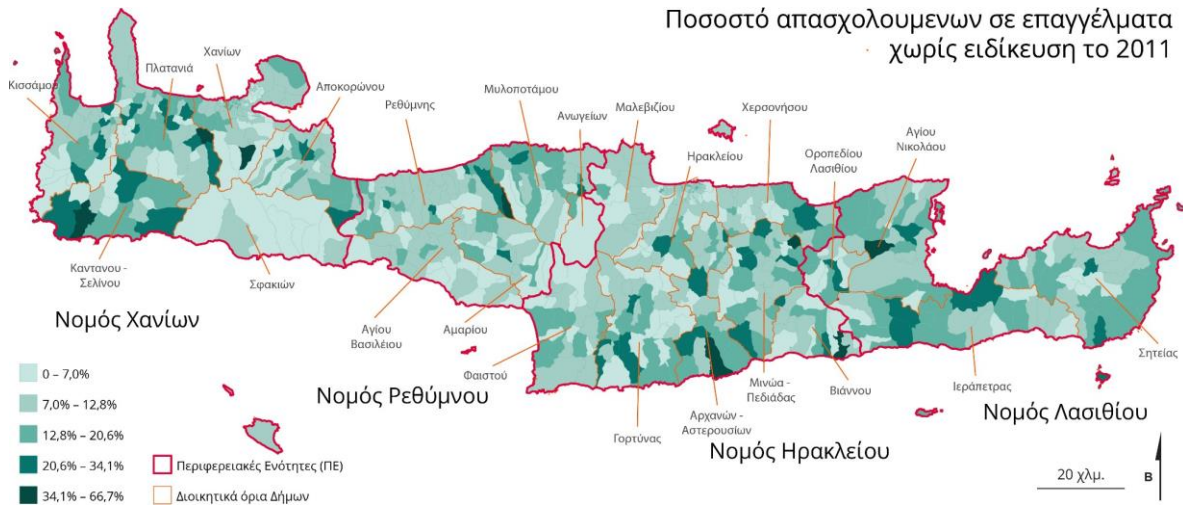 Ποσοστό απασχολουμενων σε επαγγέλματα
χωρίς ειδίκευση το 2011
Κισσάμου
Πλατανιά
Χανίων
Αποκορώνου
Ρεθύμνης
Μυλοποτάμου
Ανωγείων
Μαλεβιζίου
Ηρακλείου
Χερσονήσου
Οροπεδίου
Λασιθίου
Αγίου
Νικολάου
Καντανου -
Σελίνου
Σφακιών
Αγίου
Βασιλείου
Αμαρίου
Φαιστού
Γορτύνας
Αρχανών -
Αστερουσίων
Μινώα -
Πεδιάδας
Βιάννου
Ιεράπετρας
Σητείας
Νομός Χανίων
Νομός Ρεθύμνου
Νομός Ηρακλείου
Νομός Λασιθίου
0 – 7,0%
7,0% – 12,8%
12,8% – 20,6%
20,6% – 34,1%
34,1% – 66,7%
Περιφερειακές Ενότητες (ΠΕ)
Διοικητικά όρια Δήμων
20 χλμ.
Β